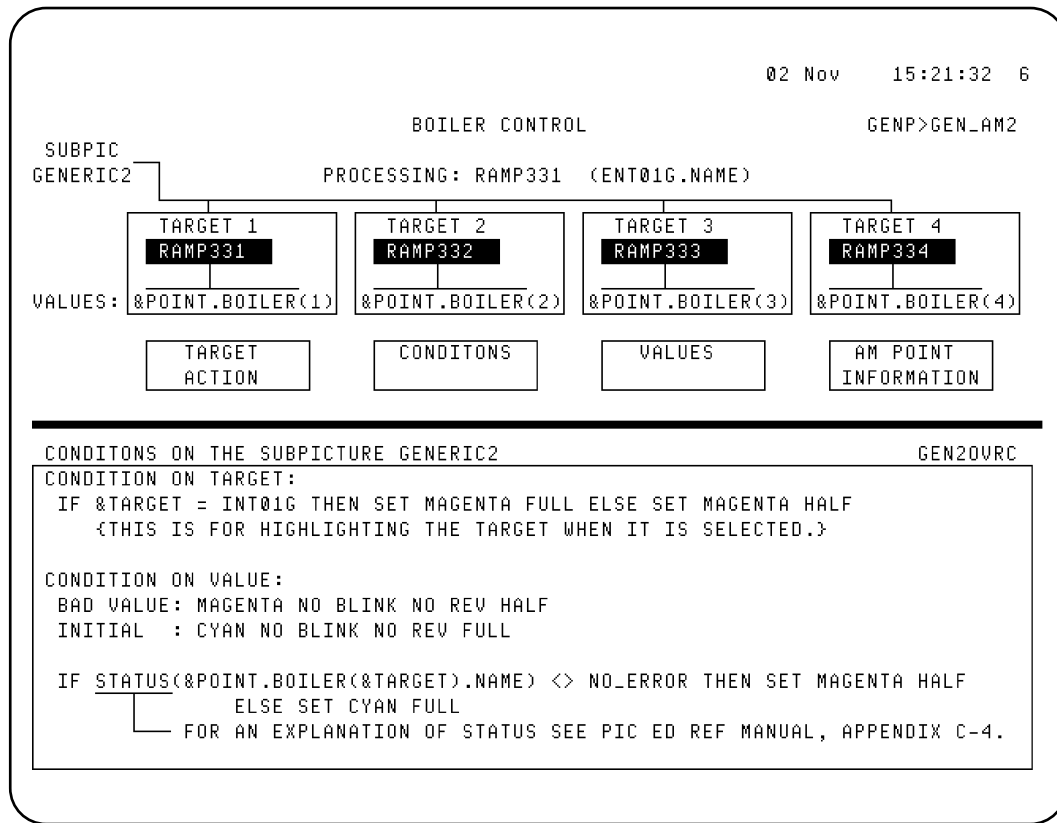 02 Nov 15:21:32 6
BOILER CONTROL GENP>GEN_AM2
SUBPIC
GENERIC2 PROCESSING: RAMP331 (ENT01G.NAME)
TARGET 1 TARGET 2 TARGET 3 TARGET 4
RAMP331 RAMP332 RAMP333 RAMP334
VALUES: &POINT.BOILER(1) &POINT.BOILER(2) &POINT.BOILER(3) &POINT.BOILER(4)
TARGET CONDITONS VALUES AM POINT
ACTION INFORMATION
CONDITONS ON THE SUBPICTURE GENERIC2 GEN2OVRC
CONDITION ON TARGET:
IF &TARGET = INT01G THEN SET MAGENTA FULL ELSE SET MAGENTA HALF
{THIS IS FOR HIGHLIGHTING THE TARGET WHEN IT IS SELECTED.}
CONDITION ON VALUE:
BAD VALUE: MAGENTA NO BLINK NO REV HALF
INITIAL : CYAN NO BLINK NO REV FULL
IF STATUS(&POINT.BOILER(&TARGET).NAME) <> NO_ERROR THEN SET MAGENTA HALF
ELSE SET CYAN FULL
FOR AN EXPLANATION OF STATUS SEE PIC ED REF MANUAL, APPENDIX C-4.